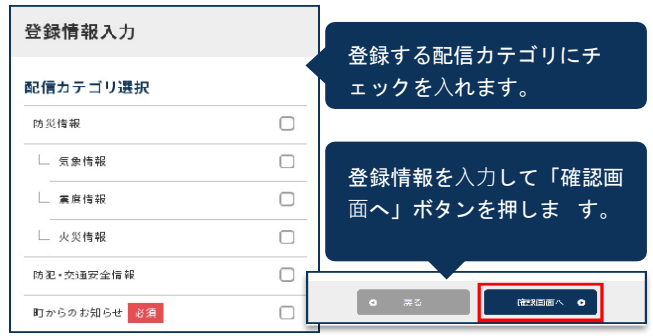 登録情報入力
配信カテゴリ選択
防災情報
気象情報
震度情報
火災情報
防犯・交通安全情報
町からのお知らせ 必須
登録する配信カテゴリにチ
ェックを入れます。
登録情報を入力して「確認画
面へ」ボタンを押しま す。
戻る
確認画面へ